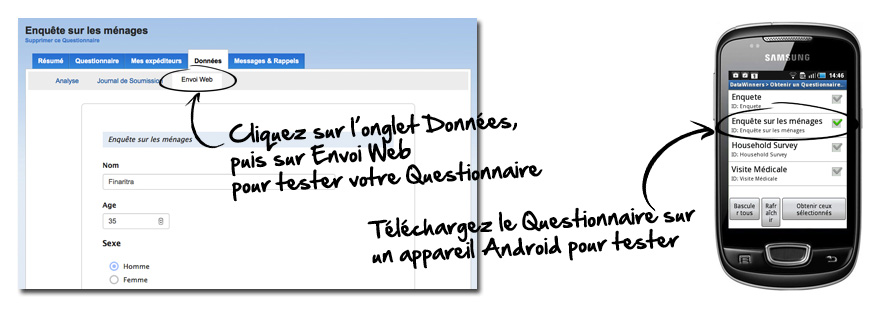 Enquête sur les ménages
Supprimer ce Questionnaire
Résumé Questionnaire Mes expéditeurs Données Messages & Rappels
Analyse Journal de Soumission Envoi Web
Enquête sur les ménages
Nom
Finaritra
Age
35
Sexe
Homme
Femme
Cliquez sur l'onglet Données,
puis sur Envoi Web
pour tester votre Questionnaire
Téléchargez le Questionnaire sur
un appareil Android pour tester
SAMSUNG
14:46
DataWinners > Obtenir un Questionnaire...
Enquete
ID: Enquete
Enquête sur les ménages
ID: Enquête sur les ménages
Household Survey
ID: Household Survey
Visite Médicale
ID: Visite Médicale
Bascule
r tous
Rafr
aîch
ir
Obtenir ceux
sélectionnés